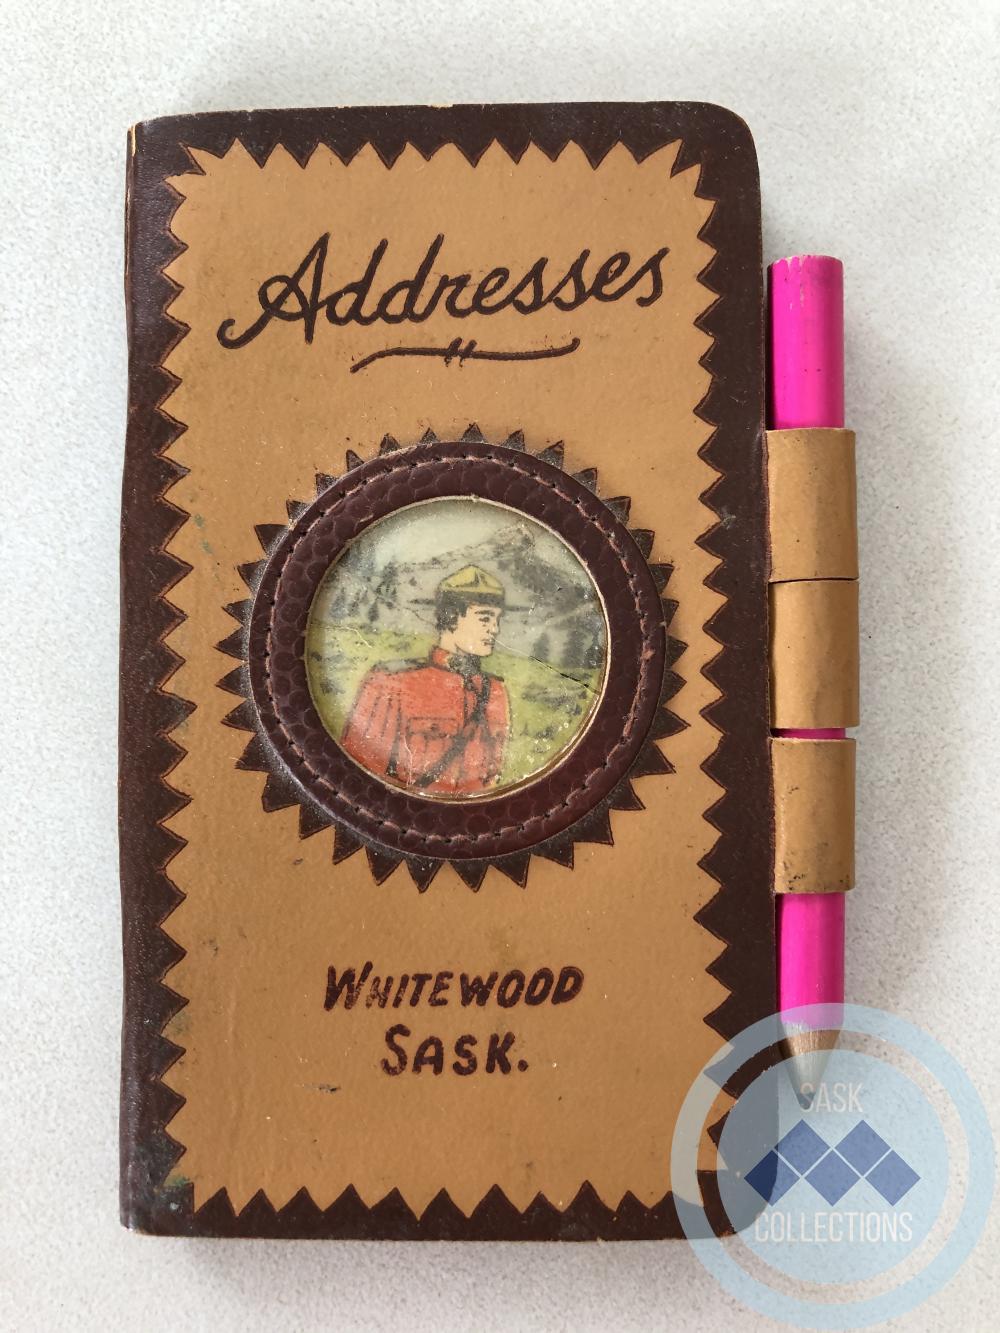 Addresses
WHITEWOOD
SASK.
SASK
COLLECTIONS